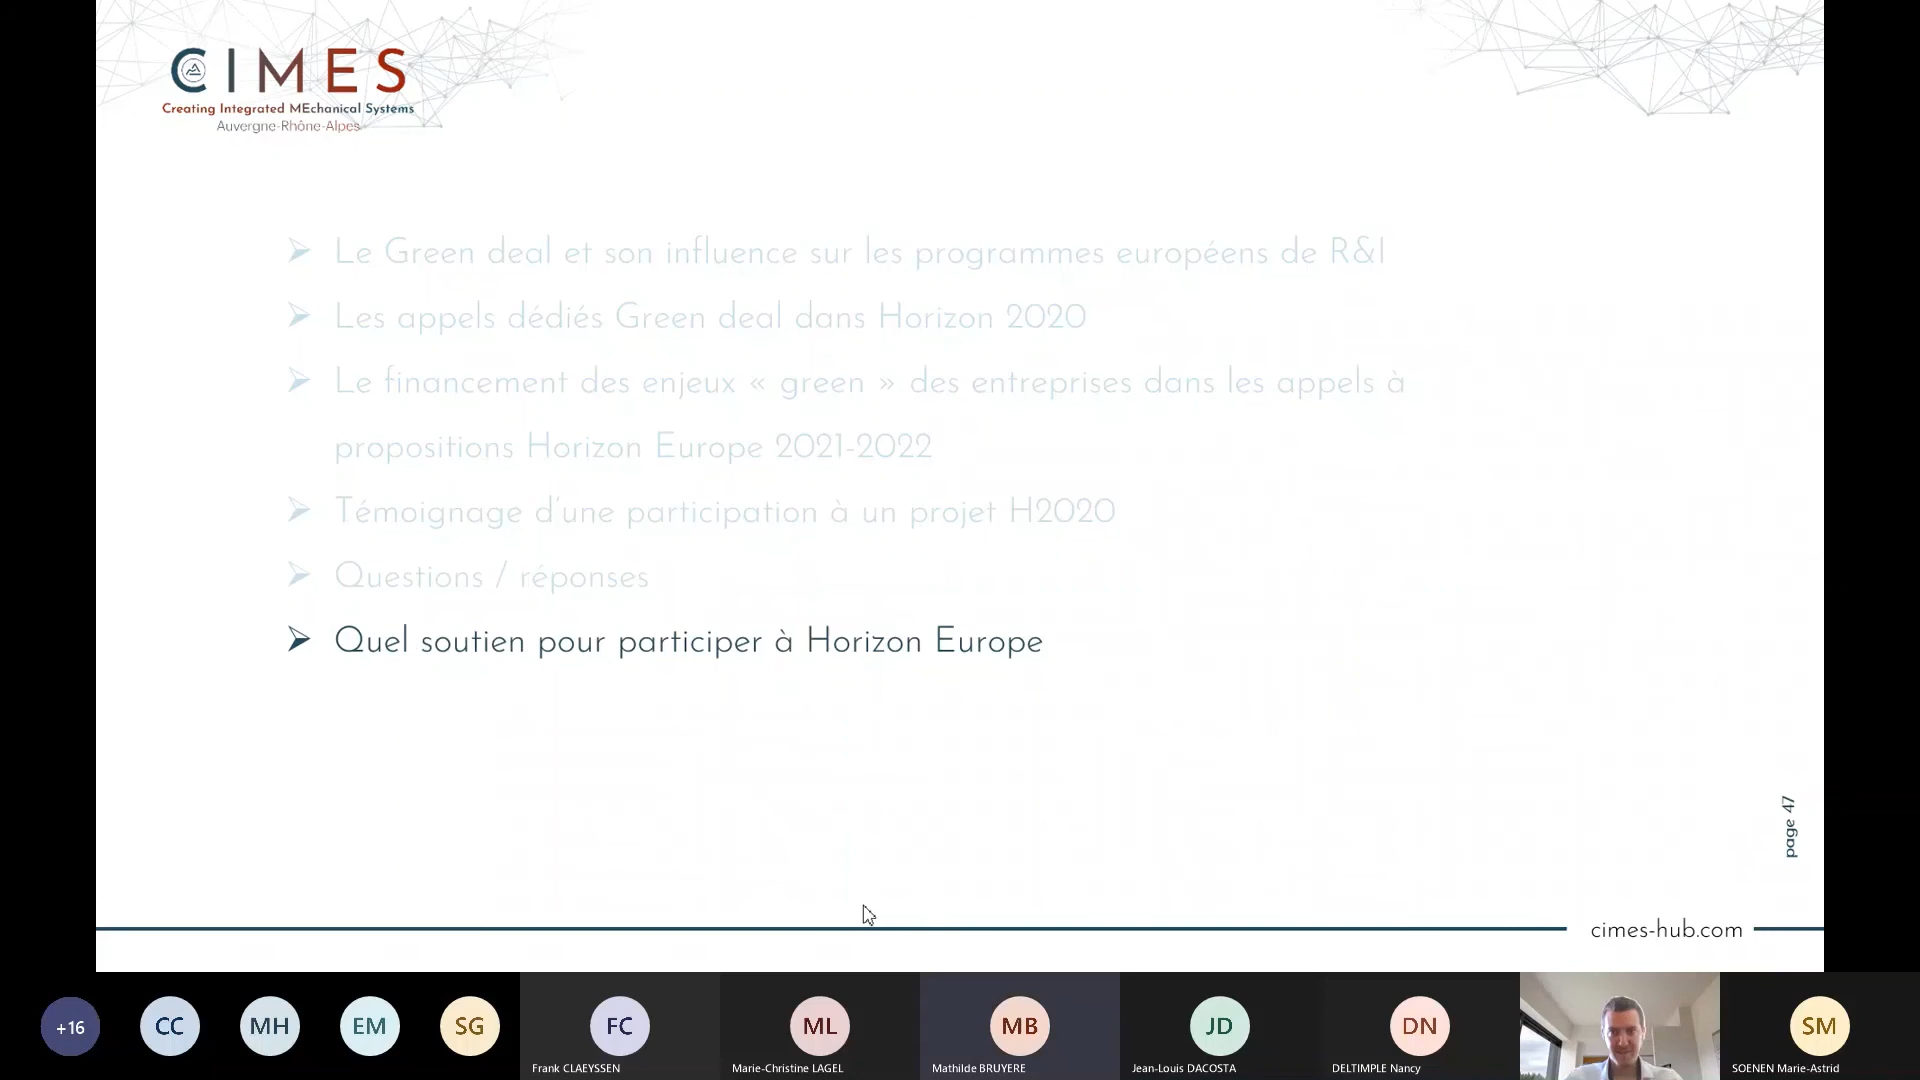 CIMES
Creating Integrated MEchanical Systems
Auvergne-Rhône-Alpes
➢ Le Green deal et son influence sur les programmes européens de R&I
➢ Les appels dédiés Green deal dans Horizon 2020
➢ Le financement des enjeux « green » des entreprises dans les appels à
propositions Horizon Europe 2021-2022
➢ Témoignage d'une participation à un projet H2020
➢ Questions / réponses
➢ Quel soutien pour participer à Horizon Europe
page 47
cimes-hub.com
+16
CC
MH
EM
SG
FC
Frank CLAEYSSEN
ML
Marie-Christine LAGEL
MB
Mathilde BRUYERE
JD
Jean-Louis DACOSTA
DN
DELTIMPLE Nancy
SM
SOENEN Marie-Astrid